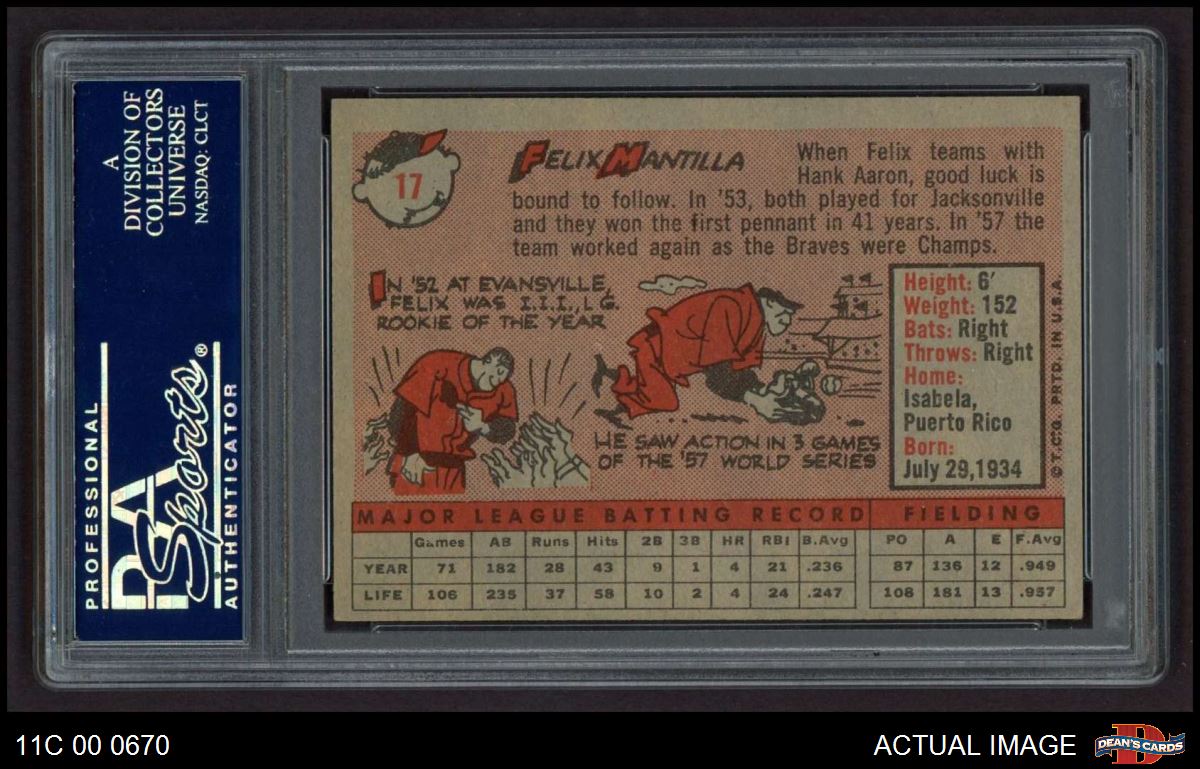 A
DIVISION OF
COLLECTORS
UNIVERSE
NASDAQ: CLCT
PROFESSIONAL
PSA
Sports®
AUTHENTICATOR
17
FELIX MANTILLA
When Felix teams with
Hank Aaron, good luck is
bound to follow. In '53, both played for Jacksonville
and they won the first pennant in 41 years. In '57 the
team worked again as the Braves were Champs.
IN '52 AT EVANSVILLE,
FELIX WAS I.I.I., L G.
ROOKIE OF THE YEAR
HE SAW ACTION IN 3 GAMES
OF THE '57 WORLD SERIES
Height: 6'
Weight: 152
Bats: Right
Throws: Right
Home:
Isabela,
Puerto Rico
Born:
July 29,1934
© T.C.G. PRTD. IN U.S.A.
MAJOR LEAGUE BATTING RECORD FIELDING
Games AB Runs Hits 2B 3B HR RBI B.Avg PO A E F.Avg
YEAR 71 182 28 43 9 1 4 21 .236 87 136 12 .949
LIFE 106 235 37 58 10 2 4 24 .247 108 181 13 .957
11C 00 0670
ACTUAL IMAGE
D
DEAN'S CARDS